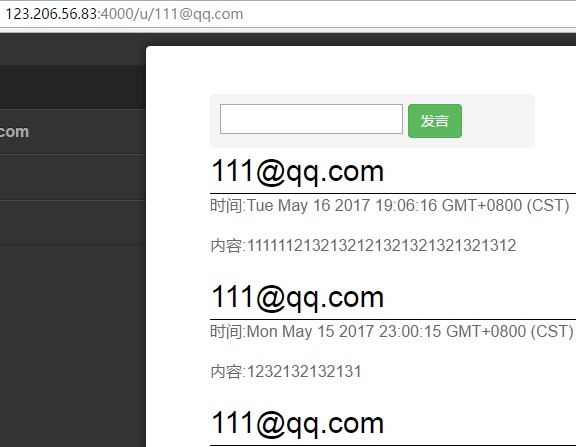 123.206.56.83:4000/u/111@qq.com
com
发言
111@qq.com
时间:Tue May 16 2017 19:06:16 GMT+0800 (CST)
内容:1111112132132121321321321321312
111@qq.com
时间:Mon May 15 2017 23:00:15 GMT+0800 (CST)
内容:1232132132131
111@qq.com